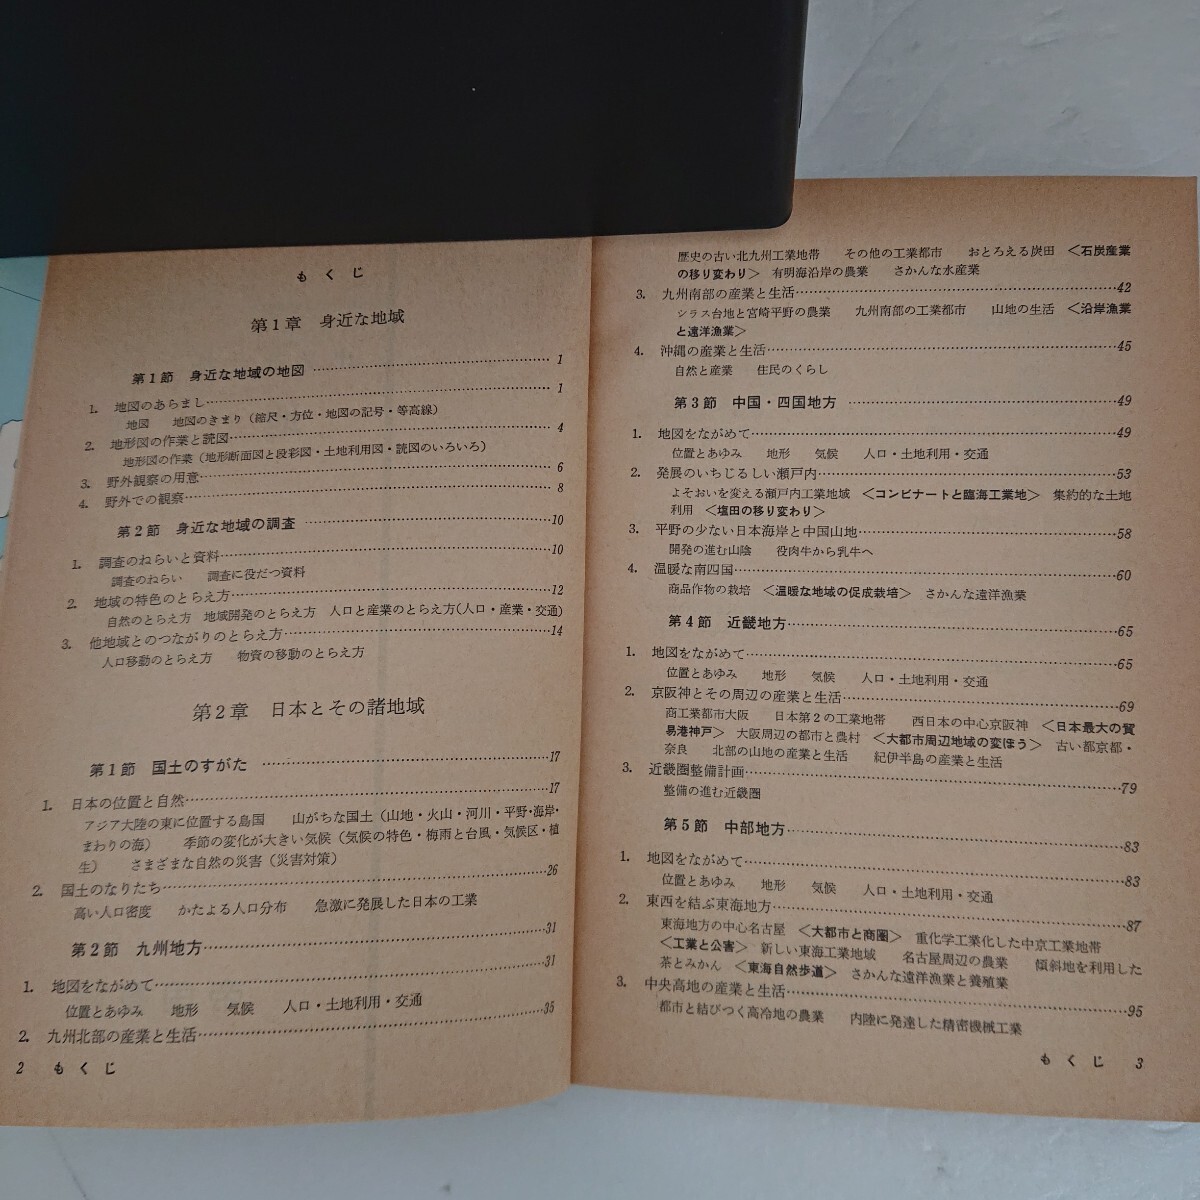 もくじ
第1章 身近な地域
第1節 身近な地域の地図 1
1. 地図のあらまし 1
地図 地図のきまり（縮尺・方位・地図の記号・等高線）
2. 地形図の作業と読図 4
地形図の作業（地形断面図と段彩図・土地利用図・読図のいろいろ）
3. 野外観察の用意 6
4. 野外での観察 8
第2節 身近な地域の調査 10
1. 調査のねらいと資料 10
調査のねらい 調査に役だつ資料
2. 地域の特色のとらえ方 12
自然のとらえ方 地域開発のとらえ方 人口と産業のとらえ方（人口・産業・交通）
3. 他地域とのつながりのとらえ方 14
人口移動のとらえ方 物資の移動のとらえ方
第2章 日本とその諸地域
第1節 国土のすがた 17
1. 日本の位置と自然 17
アジア大陸の東に位置する島国 山がちな国土（山地・火山・河川・平野・海岸・
まわりの海） 季節の変化が大きい気候（気候の特色・梅雨と台風・気候区・植
生） さまざまな自然の災害（災害対策）
2. 国土のなりたち 26
高い人口密度 かたよる人口分布 急激に発展した日本の工業
第2節 九州地方 31
1. 地図をながめて 31
位置とあゆみ 地形 気候 人口・土地利用・交通
2. 九州北部の産業と生活 35
2 もくじ
歴史の古い北九州工業地帯 その他の工業都市 おとろえる炭田 〈石炭産業
の移り変わり〉 有明海沿岸の農業 さかんな水産業
3. 九州南部の産業と生活 42
シラス台地と宮崎平野の農業 九州南部の工業都市 山地の生活 〈沿岸漁業
と遠洋漁業〉
4. 沖縄の産業と生活 45
自然と産業 住民のくらし
第3節 中国・四国地方 49
1. 地図をながめて 49
位置とあゆみ 地形 気候 人口・土地利用・交通
2. 発展のいちじるしい瀬戸内 53
よそおいを変える瀬戸内工業地域 〈コンビナートと臨海工業地〉 集約的な土地
利用 〈塩田の移り変わり〉
3. 平野の少ない日本海岸と中国山地 58
開発の進む山陰 役肉牛から乳牛へ
4. 温暖な南四国 60
商品作物の栽培 〈温暖な地域の促成栽培〉 さかんな遠洋漁業
第4節 近畿地方 65
1. 地図をながめて 65
位置とあゆみ 地形 気候 人口・土地利用・交通
2. 京阪神とその周辺の産業と生活 69
商工業都市大阪 日本第2の工業地帯 西日本の中心京阪神 〈日本最大の貿
易港神戸〉 大阪周辺の都市と農村 〈大都市周辺地域の変ぼう〉 古い都京都・
奈良 北部の山地の産業と生活 紀伊半島の産業と生活
3. 近畿圏整備計画 79
整備の進む近畿圏
第5節 中部地方 83
1. 地図をながめて 83
位置とあゆみ 地形 気候 人口・土地利用・交通
2. 東西を結ぶ東海地方 87
東海地方の中心名古屋 〈大都市と商圏〉 重化学工業化した中京工業地帯
〈工業と公害〉 新しい東海工業地域 名古屋周辺の農業 傾斜地を利用した
茶とみかん 〈東海自然歩道〉 さかんな遠洋漁業と養殖業
3. 中央高地の産業と生活 95
都市と結びつく高冷地の農業 内陸に発達した精密機械工業
もくじ 3